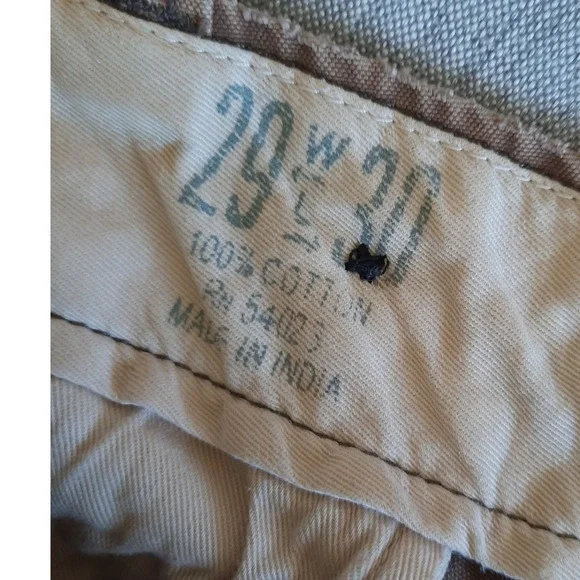 29 W L 30
100% COTTON
RN 54023
MADE IN INDIA